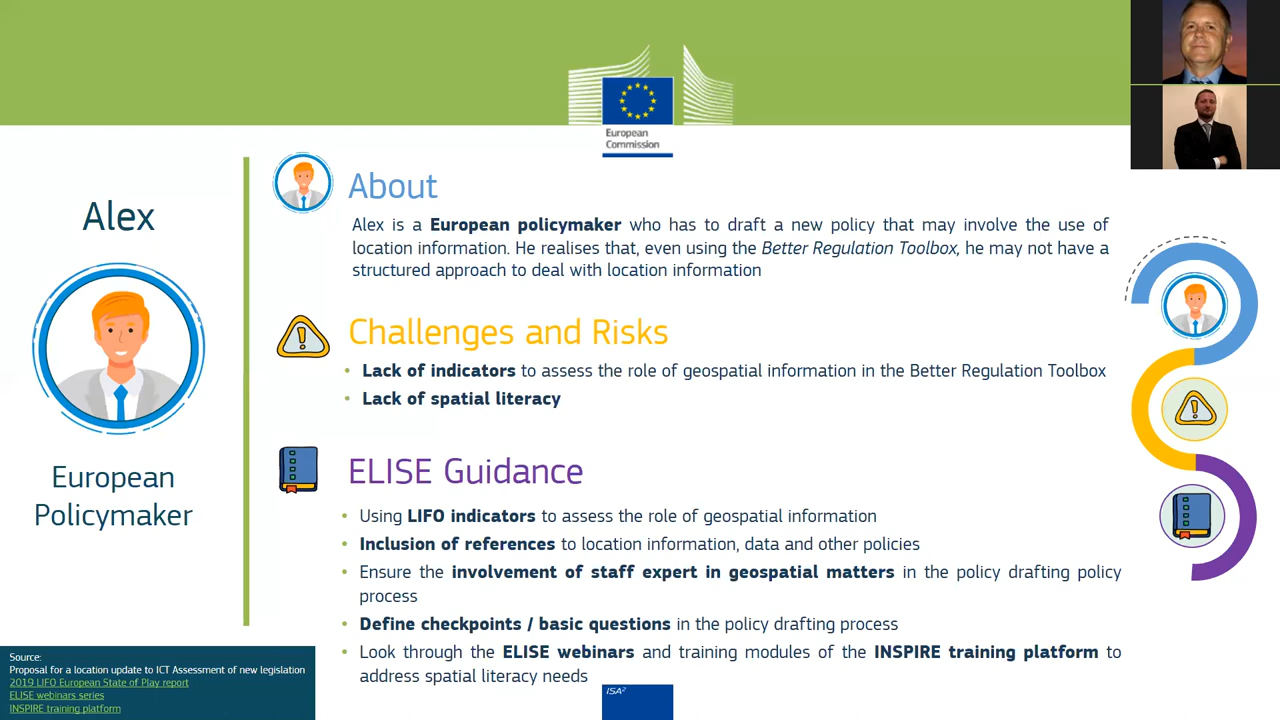 European
Commission
Alex
European
Policymaker
About
Alex is a European policymaker who has to draft a new policy that may involve the use of
location information. He realises that, even using the Better Regulation Toolbox, he may not have a
structured approach to deal with location information
Challenges and Risks
• Lack of indicators to assess the role of geospatial information in the Better Regulation Toolbox
• Lack of spatial literacy
ELISE Guidance
• Using LIFO indicators to assess the role of geospatial information
• Inclusion of references to location information, data and other policies
• Ensure the involvement of staff expert in geospatial matters in the policy drafting policy
process
• Define checkpoints / basic questions in the policy drafting process
• Look through the ELISE webinars and training modules of the INSPIRE training platform to
address spatial literacy needs
Source:
Proposal for a location update to ICT Assessment of new legislation
2019 LIFO European State of Play report
ELISE webinars series
INSPIRE training platform
ISA²